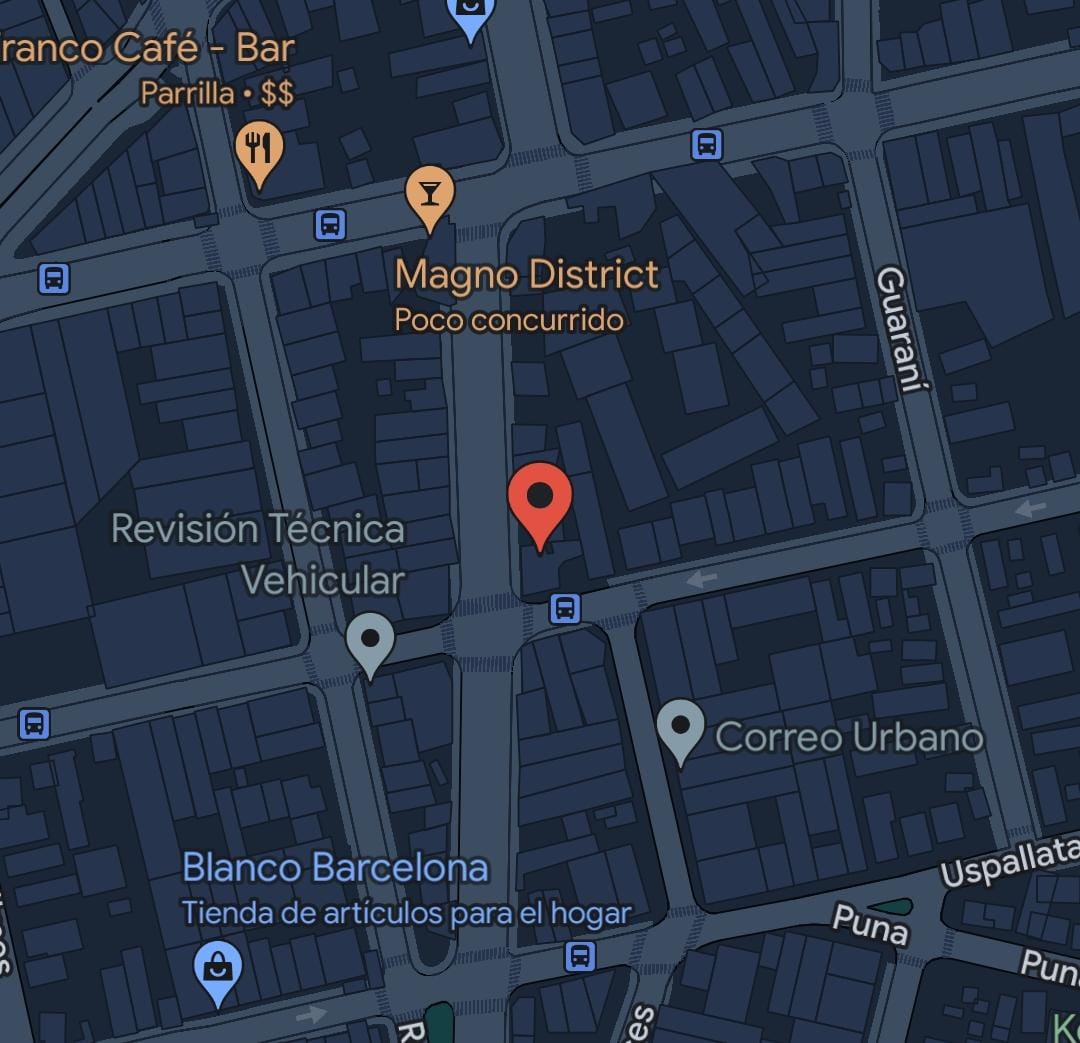 ranco Café - Bar
Parrilla • $$
Magno District
Poco concurrido
Guaraní
Revisión Técnica
Vehicular
Correo Urbano
Blanco Barcelona
Tienda de artículos para el hogar
Uspallata
Puna
Pun
R
es
K